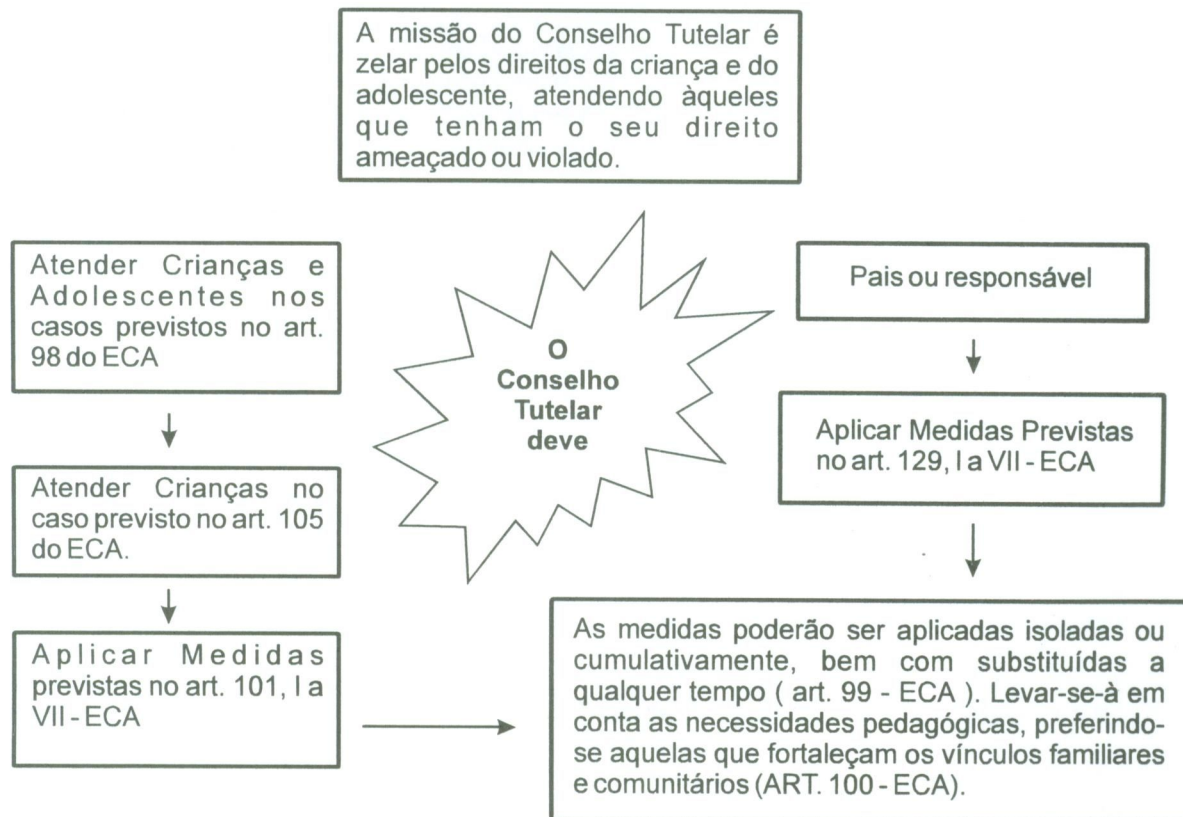 A missão do Conselho Tutelar é
zelar pelos direitos da criança e do
adolescente, atendendo àqueles
que tenham o seu direito
ameaçado ou violado.
Atender Crianças e
Adolescentes nos
casos previstos no art.
98 do ECA
Atender Crianças no
caso previsto no art. 105
do ECA.
Aplicar Medidas
previstas no art. 101, I a
VII - ECA
O
Conselho
Tutelar
deve
Pais ou responsável
Aplicar Medidas Previstas
no art. 129, I a VII - ECA
As medidas poderão ser aplicadas isoladas ou
cumulativamente, bem com substituídas a
qualquer tempo ( art. 99 - ECA ). Levar-se-à em
conta as necessidades pedagógicas, preferindo-
se aquelas que fortaleçam os vínculos familiares
e comunitários (ART. 100 - ECA).